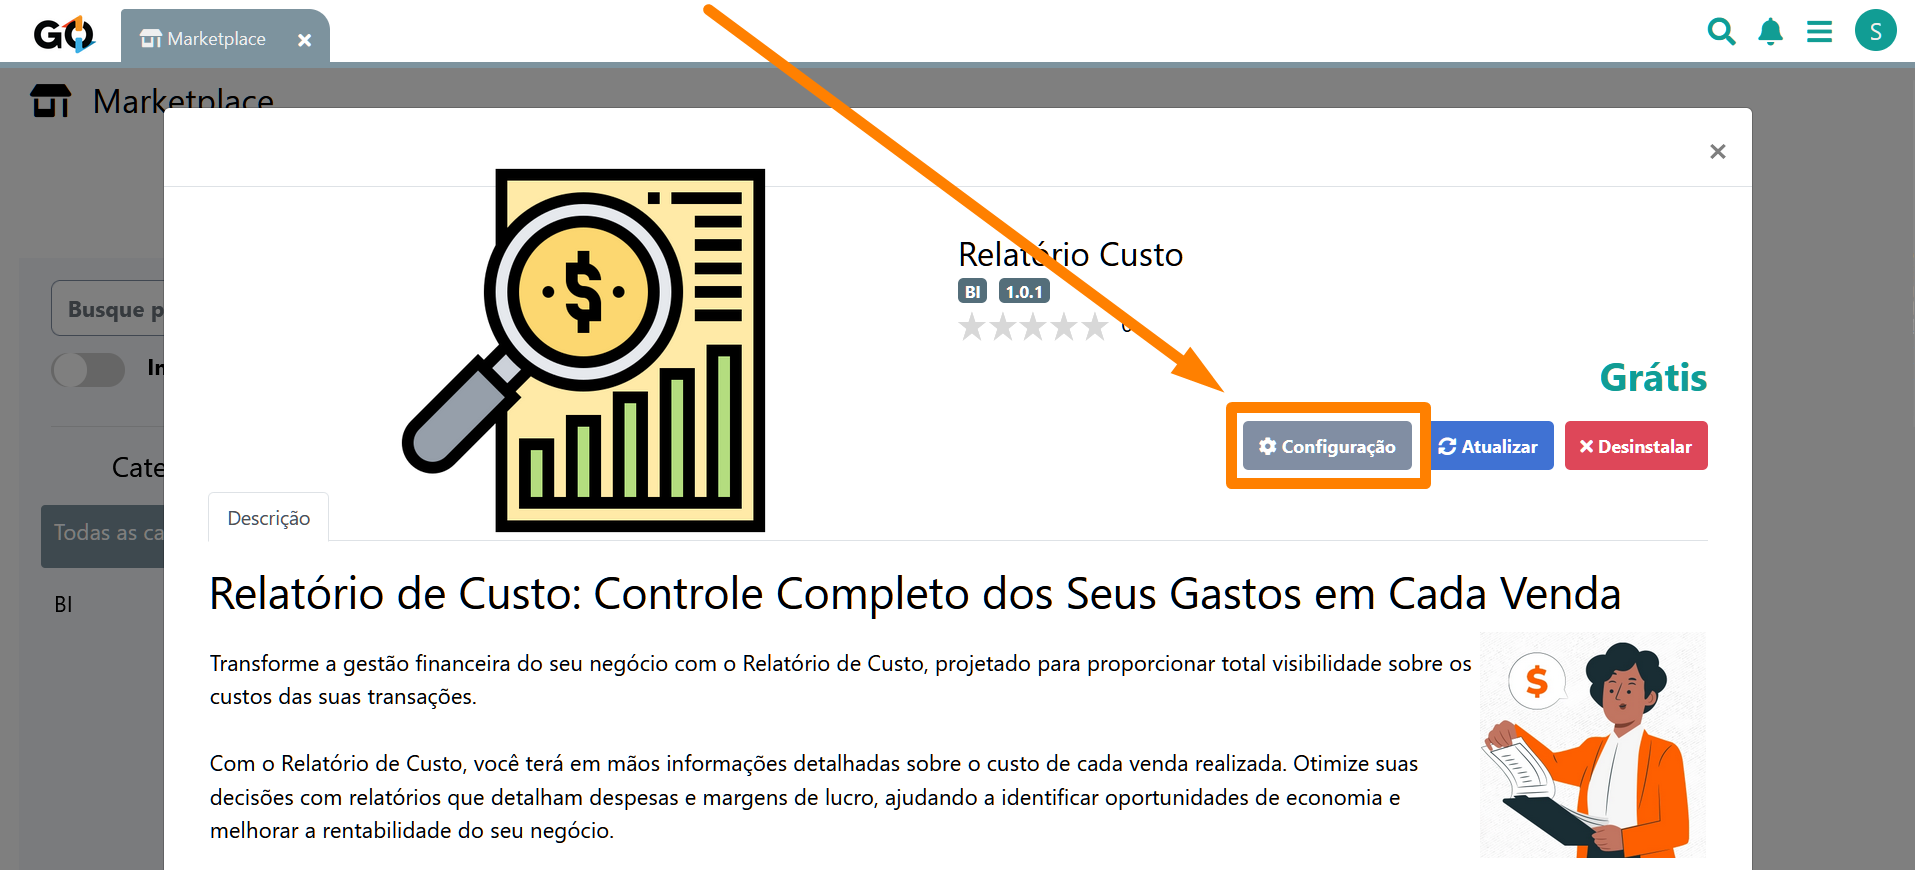 GO
Marketplace
S
Marketplace
Relatório Custo
BI 1.0.1
Busque p
In
Grátis
Configuração
Atualizar
Desinstalar
Cate
Descrição
Todas as ca
BI
Relatório de Custo: Controle Completo dos Seus Gastos em Cada Venda
Transforme a gestão financeira do seu negócio com o Relatório de Custo, projetado para proporcionar total visibilidade sobre os
custos das suas transações.
$
$
Com o Relatório de Custo, você terá em mãos informações detalhadas sobre o custo de cada venda realizada. Otimize suas
decisões com relatórios que detalham despesas e margens de lucro, ajudando a identificar oportunidades de economia e
melhorar a rentabilidade do seu negócio.